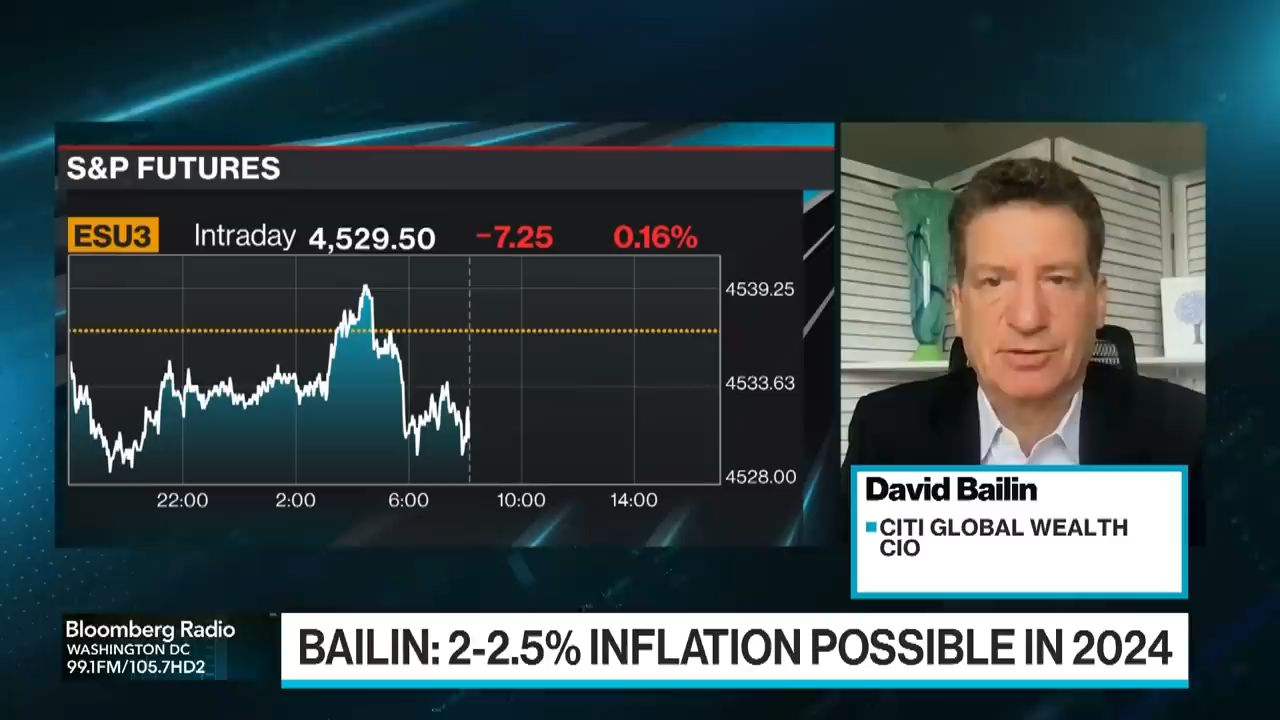 S&P FUTURES
ESU3 Intraday 4,529.50 -7.25 0.16%
4539.25
4533.63
4528.00
22:00 2:00 6:00 10:00 14:00
David Bailin
CITI GLOBAL WEALTH
CIO
Bloomberg Radio
WASHINGTON DC
99.1FM/105.7HD2
BAILIN: 2-2.5% INFLATION POSSIBLE IN 2024